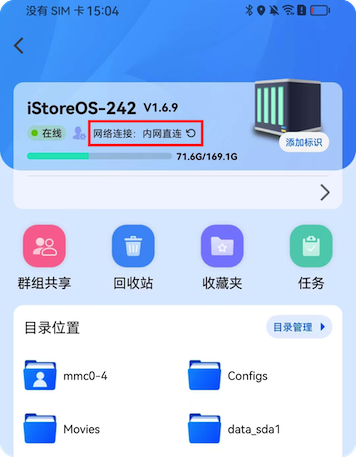 没有 SIM 卡 15:04
iStoreOS-242 V1.6.9
在线 网络连接：内网直连
添加标识
71.6G/169.1G
群组共享 回收站 收藏夹 任务
目录位置 目录管理
mmc0-4 Configs
Movies data_sda1